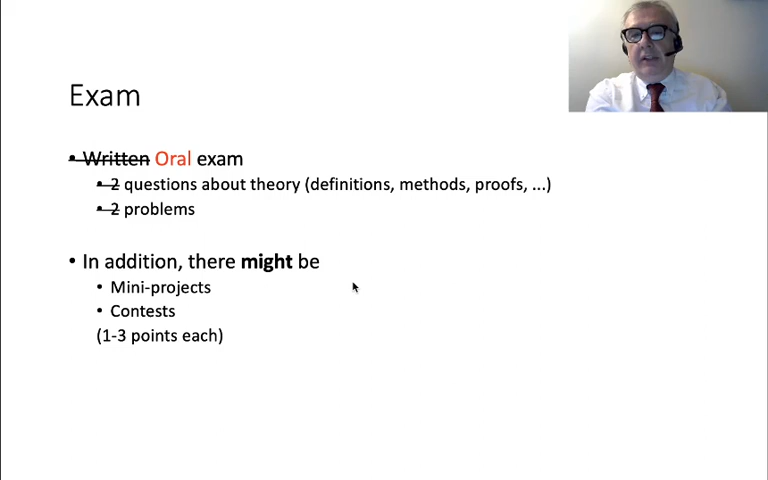 Exam
• Written Oral exam
• 2 questions about theory (definitions, methods, proofs, ...)
• 2 problems
• In addition, there might be
• Mini-projects
• Contests
(1-3 points each)